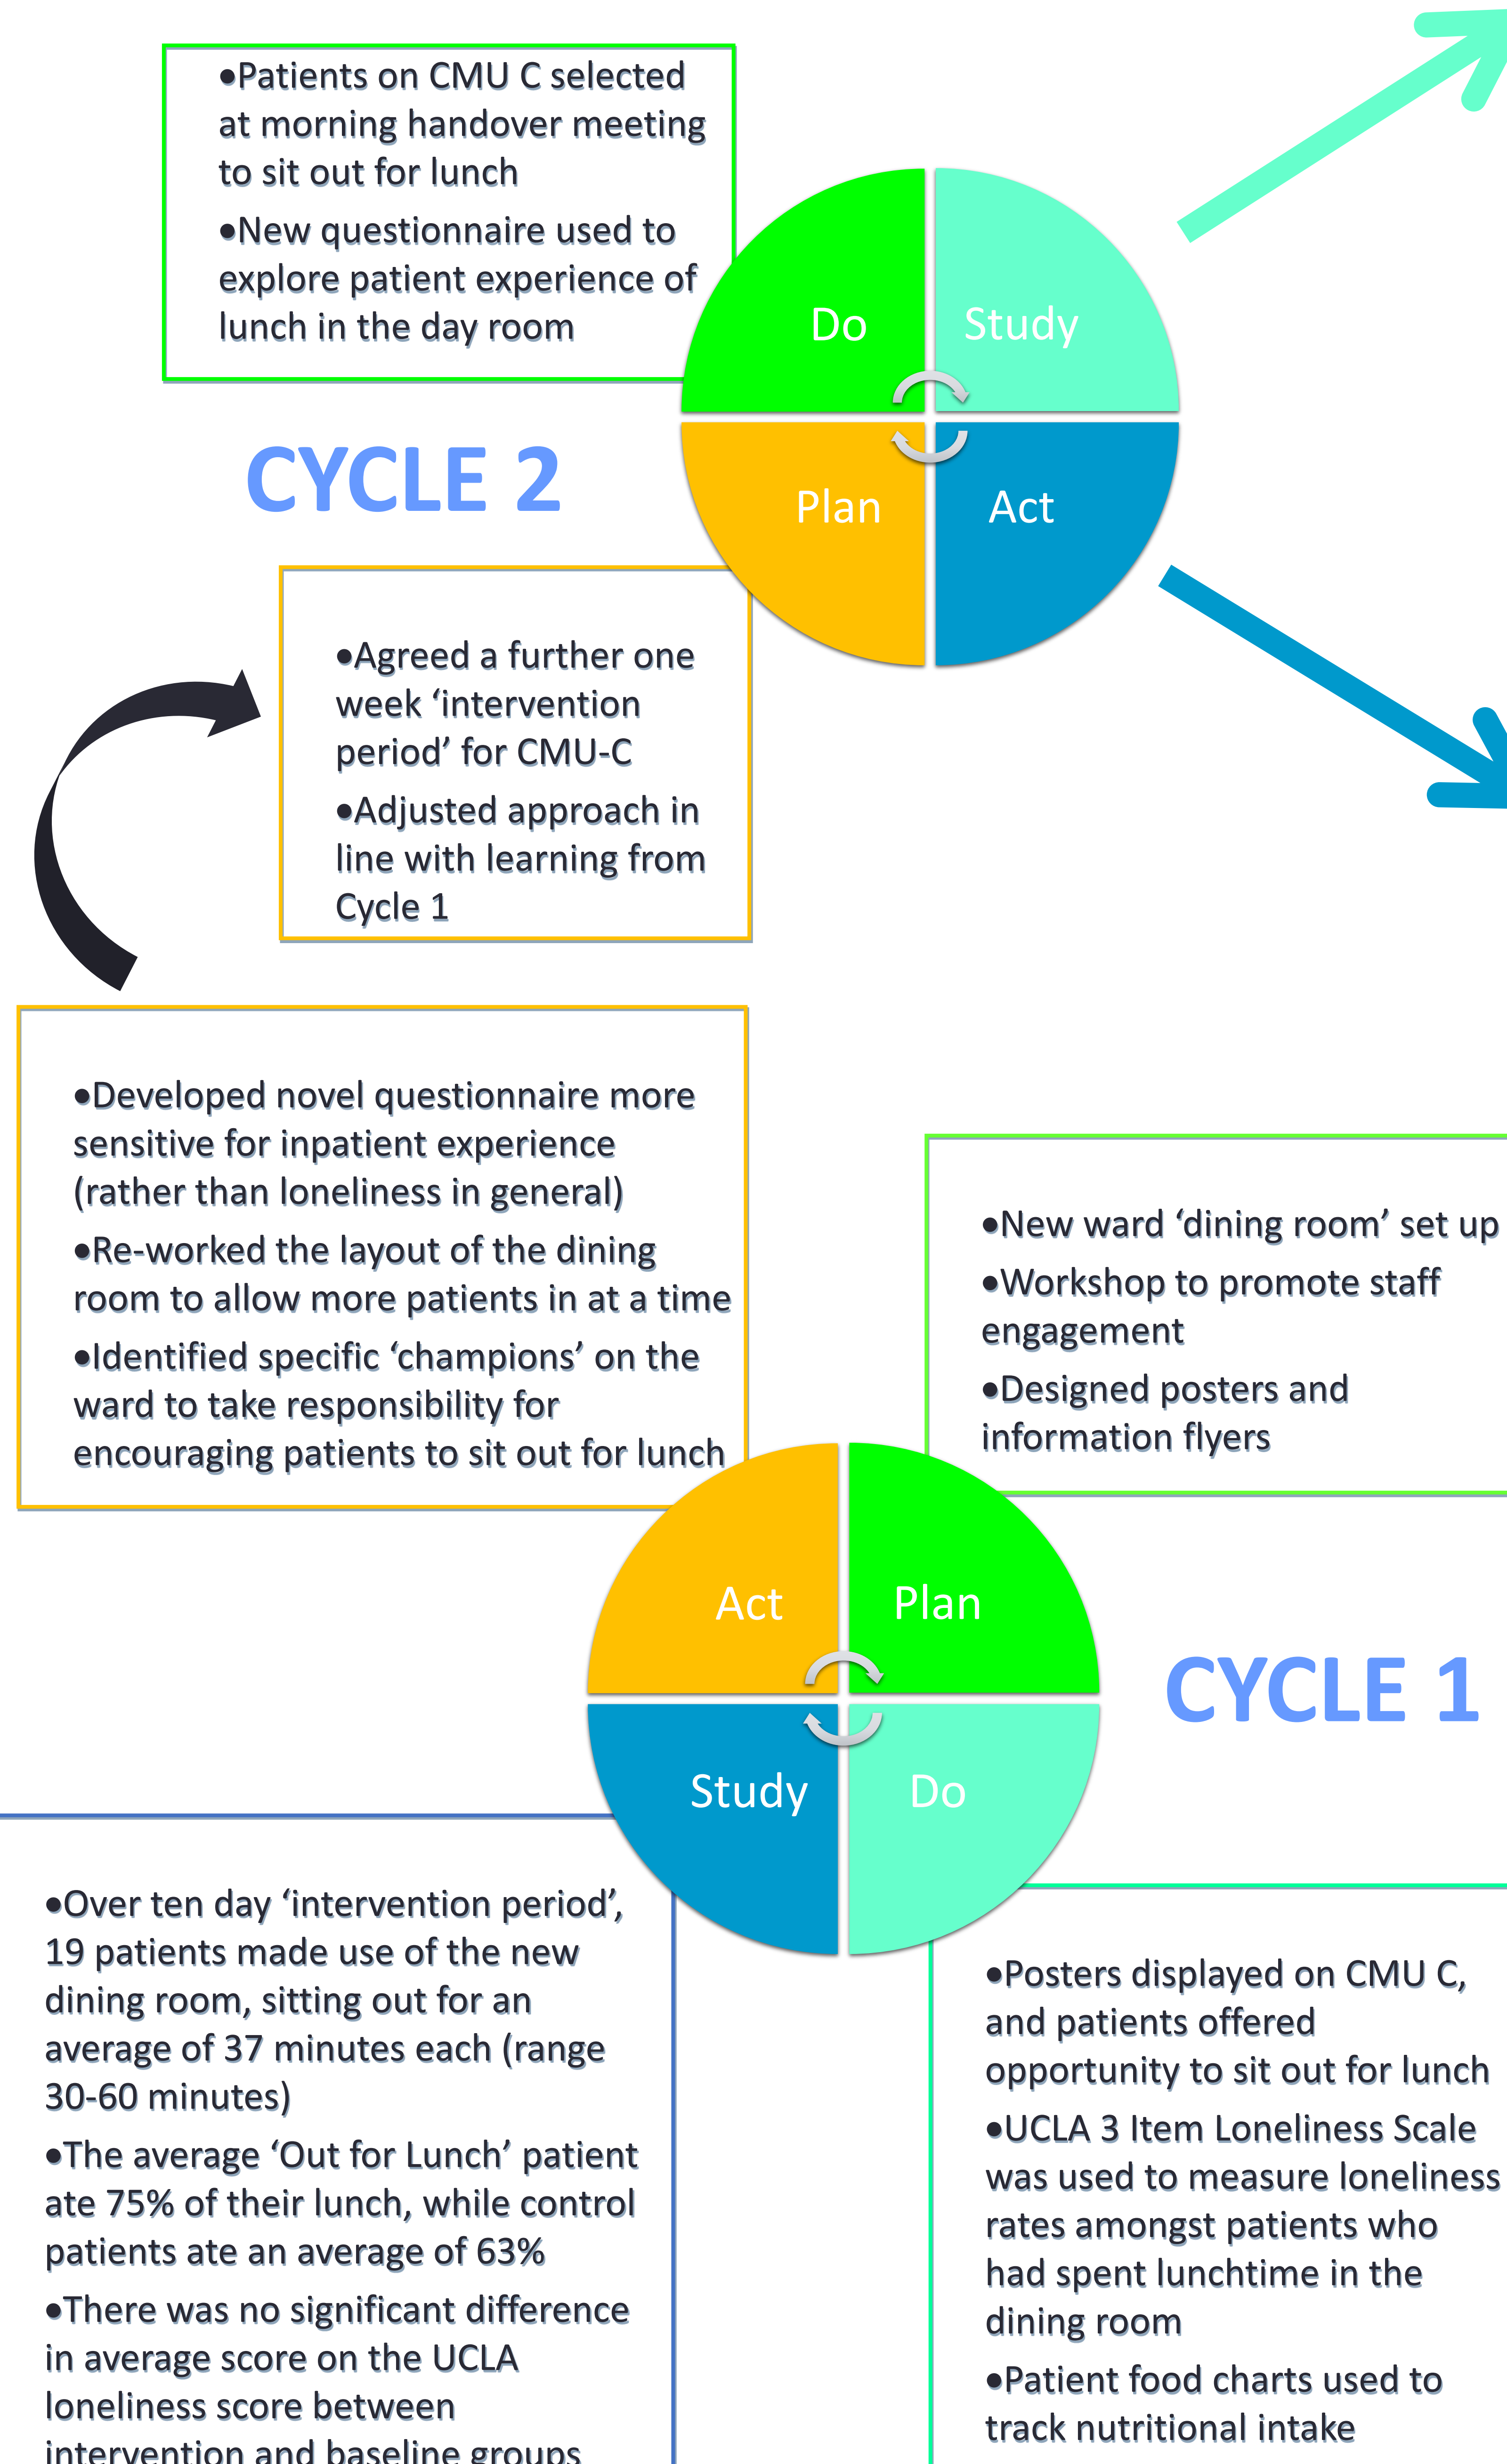 •Patients on CMU C selected
at morning handover meeting
to sit out for lunch
•New questionnaire used to
explore patient experience of
lunch in the day room
Do
Study
Plan
Act
CYCLE 2
•Agreed a further one
week ‘intervention
period’ for CMU-C
•Adjusted approach in
line with learning from
Cycle 1
•Developed novel questionnaire more
sensitive for inpatient experience
(rather than loneliness in general)
•Re-worked the layout of the dining
room to allow more patients in at a time
•Identified specific ‘champions’ on the
ward to take responsibility for
encouraging patients to sit out for lunch
•New ward ‘dining room’ set up
•Workshop to promote staff
engagement
•Designed posters and
information flyers
Act
Plan
Study
Do
CYCLE 1
•Over ten day ‘intervention period’,
19 patients made use of the new
dining room, sitting out for an
average of 37 minutes each (range
30-60 minutes)
•The average ‘Out for Lunch’ patient
ate 75% of their lunch, while control
patients ate an average of 63%
•There was no significant difference
in average score on the UCLA
loneliness score between
intervention and baseline groups
•Posters displayed on CMU C,
and patients offered
opportunity to sit out for lunch
•UCLA 3 Item Loneliness Scale
was used to measure loneliness
rates amongst patients who
had spent lunchtime in the
dining room
•Patient food charts used to
track nutritional intake